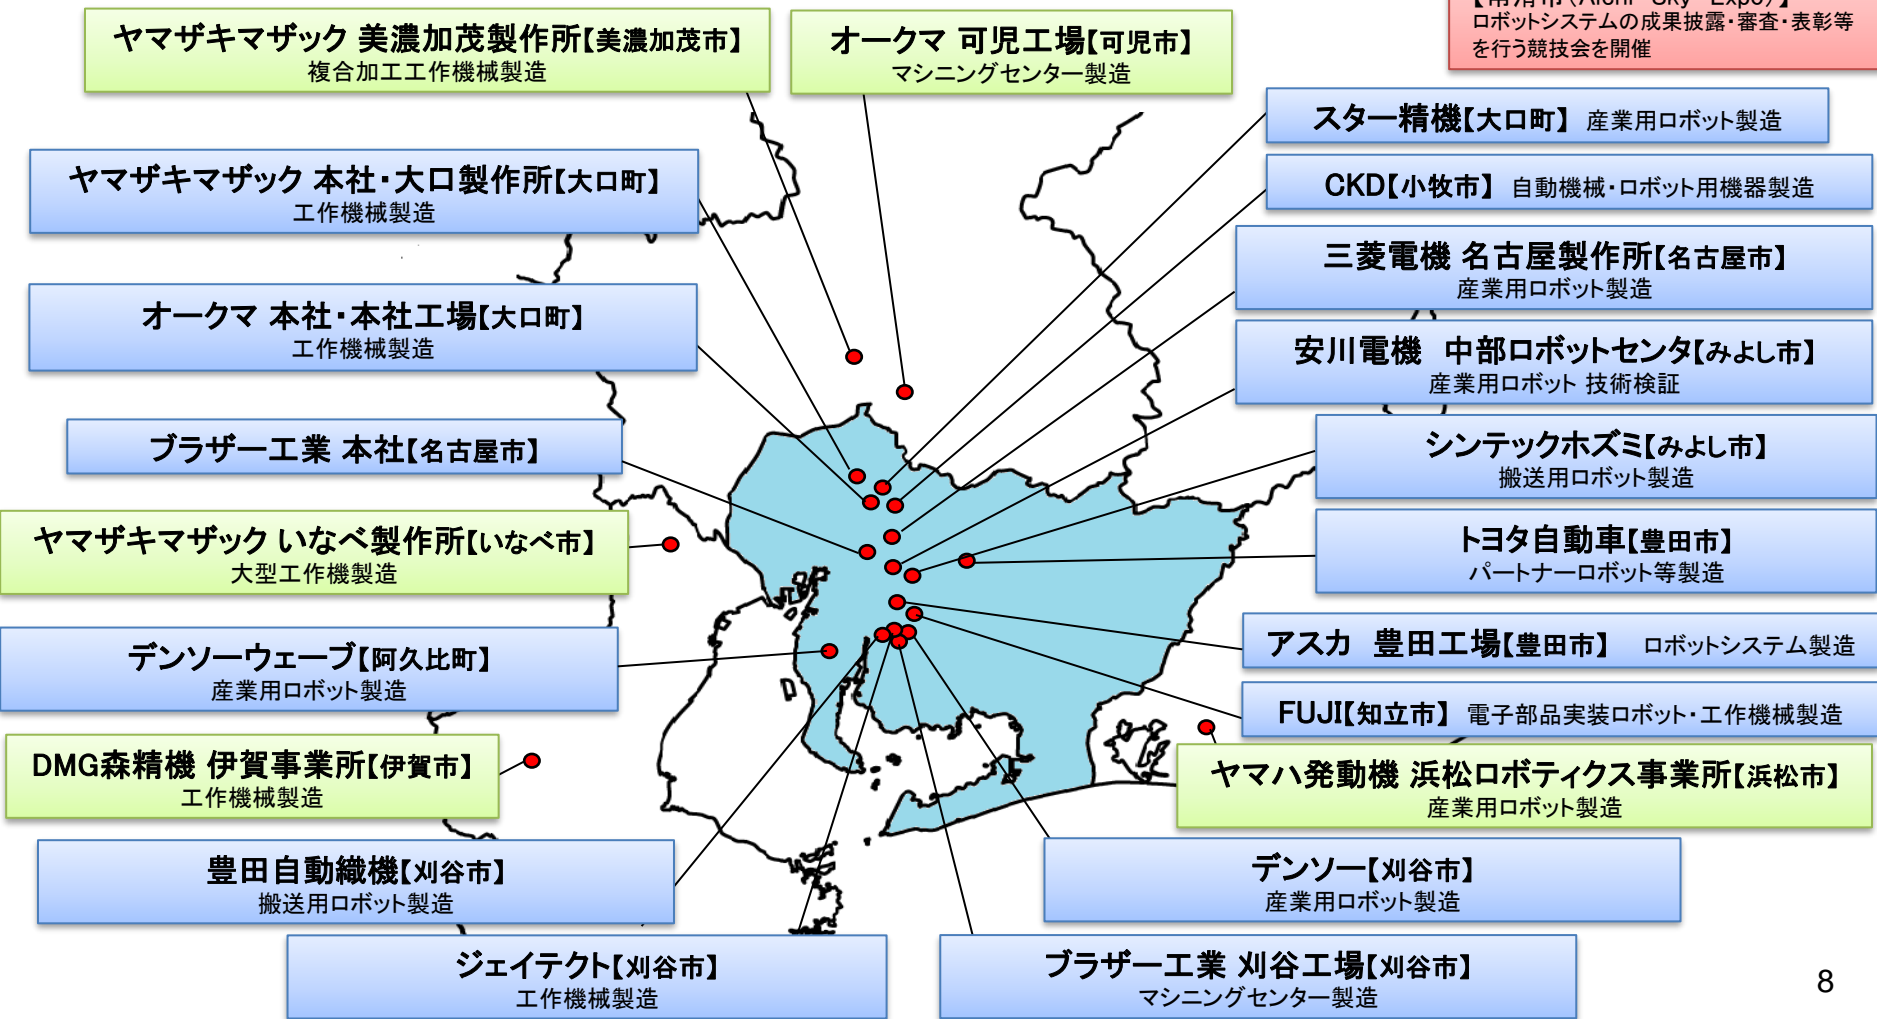 ロボットシステムの成果披露・審査・表彰等
を行う競技会を開催
ヤマザキマザック 美濃加茂製作所【美濃加茂市】
複合加工工作機械製造
オークマ 可児工場【可児市】
マシニングセンター製造
スター精機【大口町】 産業用ロボット製造
ヤマザキマザック 本社・大口製作所【大口町】
工作機械製造
CKD【小牧市】 自動機械・ロボット用機器製造
三菱電機 名古屋製作所【名古屋市】
産業用ロボット製造
オークマ 本社・本社工場【大口町】
工作機械製造
安川電機 中部ロボットセンタ【みよし市】
産業用ロボット 技術検証
ブラザー工業 本社【名古屋市】
シンテックホズミ【みよし市】
搬送用ロボット製造
ヤマザキマザック いなべ製作所【いなべ市】
大型工作機製造
トヨタ自動車【豊田市】
パートナーロボット等製造
デンソーウェーブ【阿久比町】
産業用ロボット製造
アスカ 豊田工場【豊田市】 ロボットシステム製造
FUJI【知立市】 電子部品実装ロボット・工作機械製造
DMG森精機 伊賀事業所【伊賀市】
工作機械製造
ヤマハ発動機 浜松ロボティクス事業所【浜松市】
産業用ロボット製造
豊田自動織機【刈谷市】
搬送用ロボット製造
デンソー【刈谷市】
産業用ロボット製造
ジェイテクト【刈谷市】
工作機械製造
ブラザー工業 刈谷工場【刈谷市】
マシニングセンター製造
8